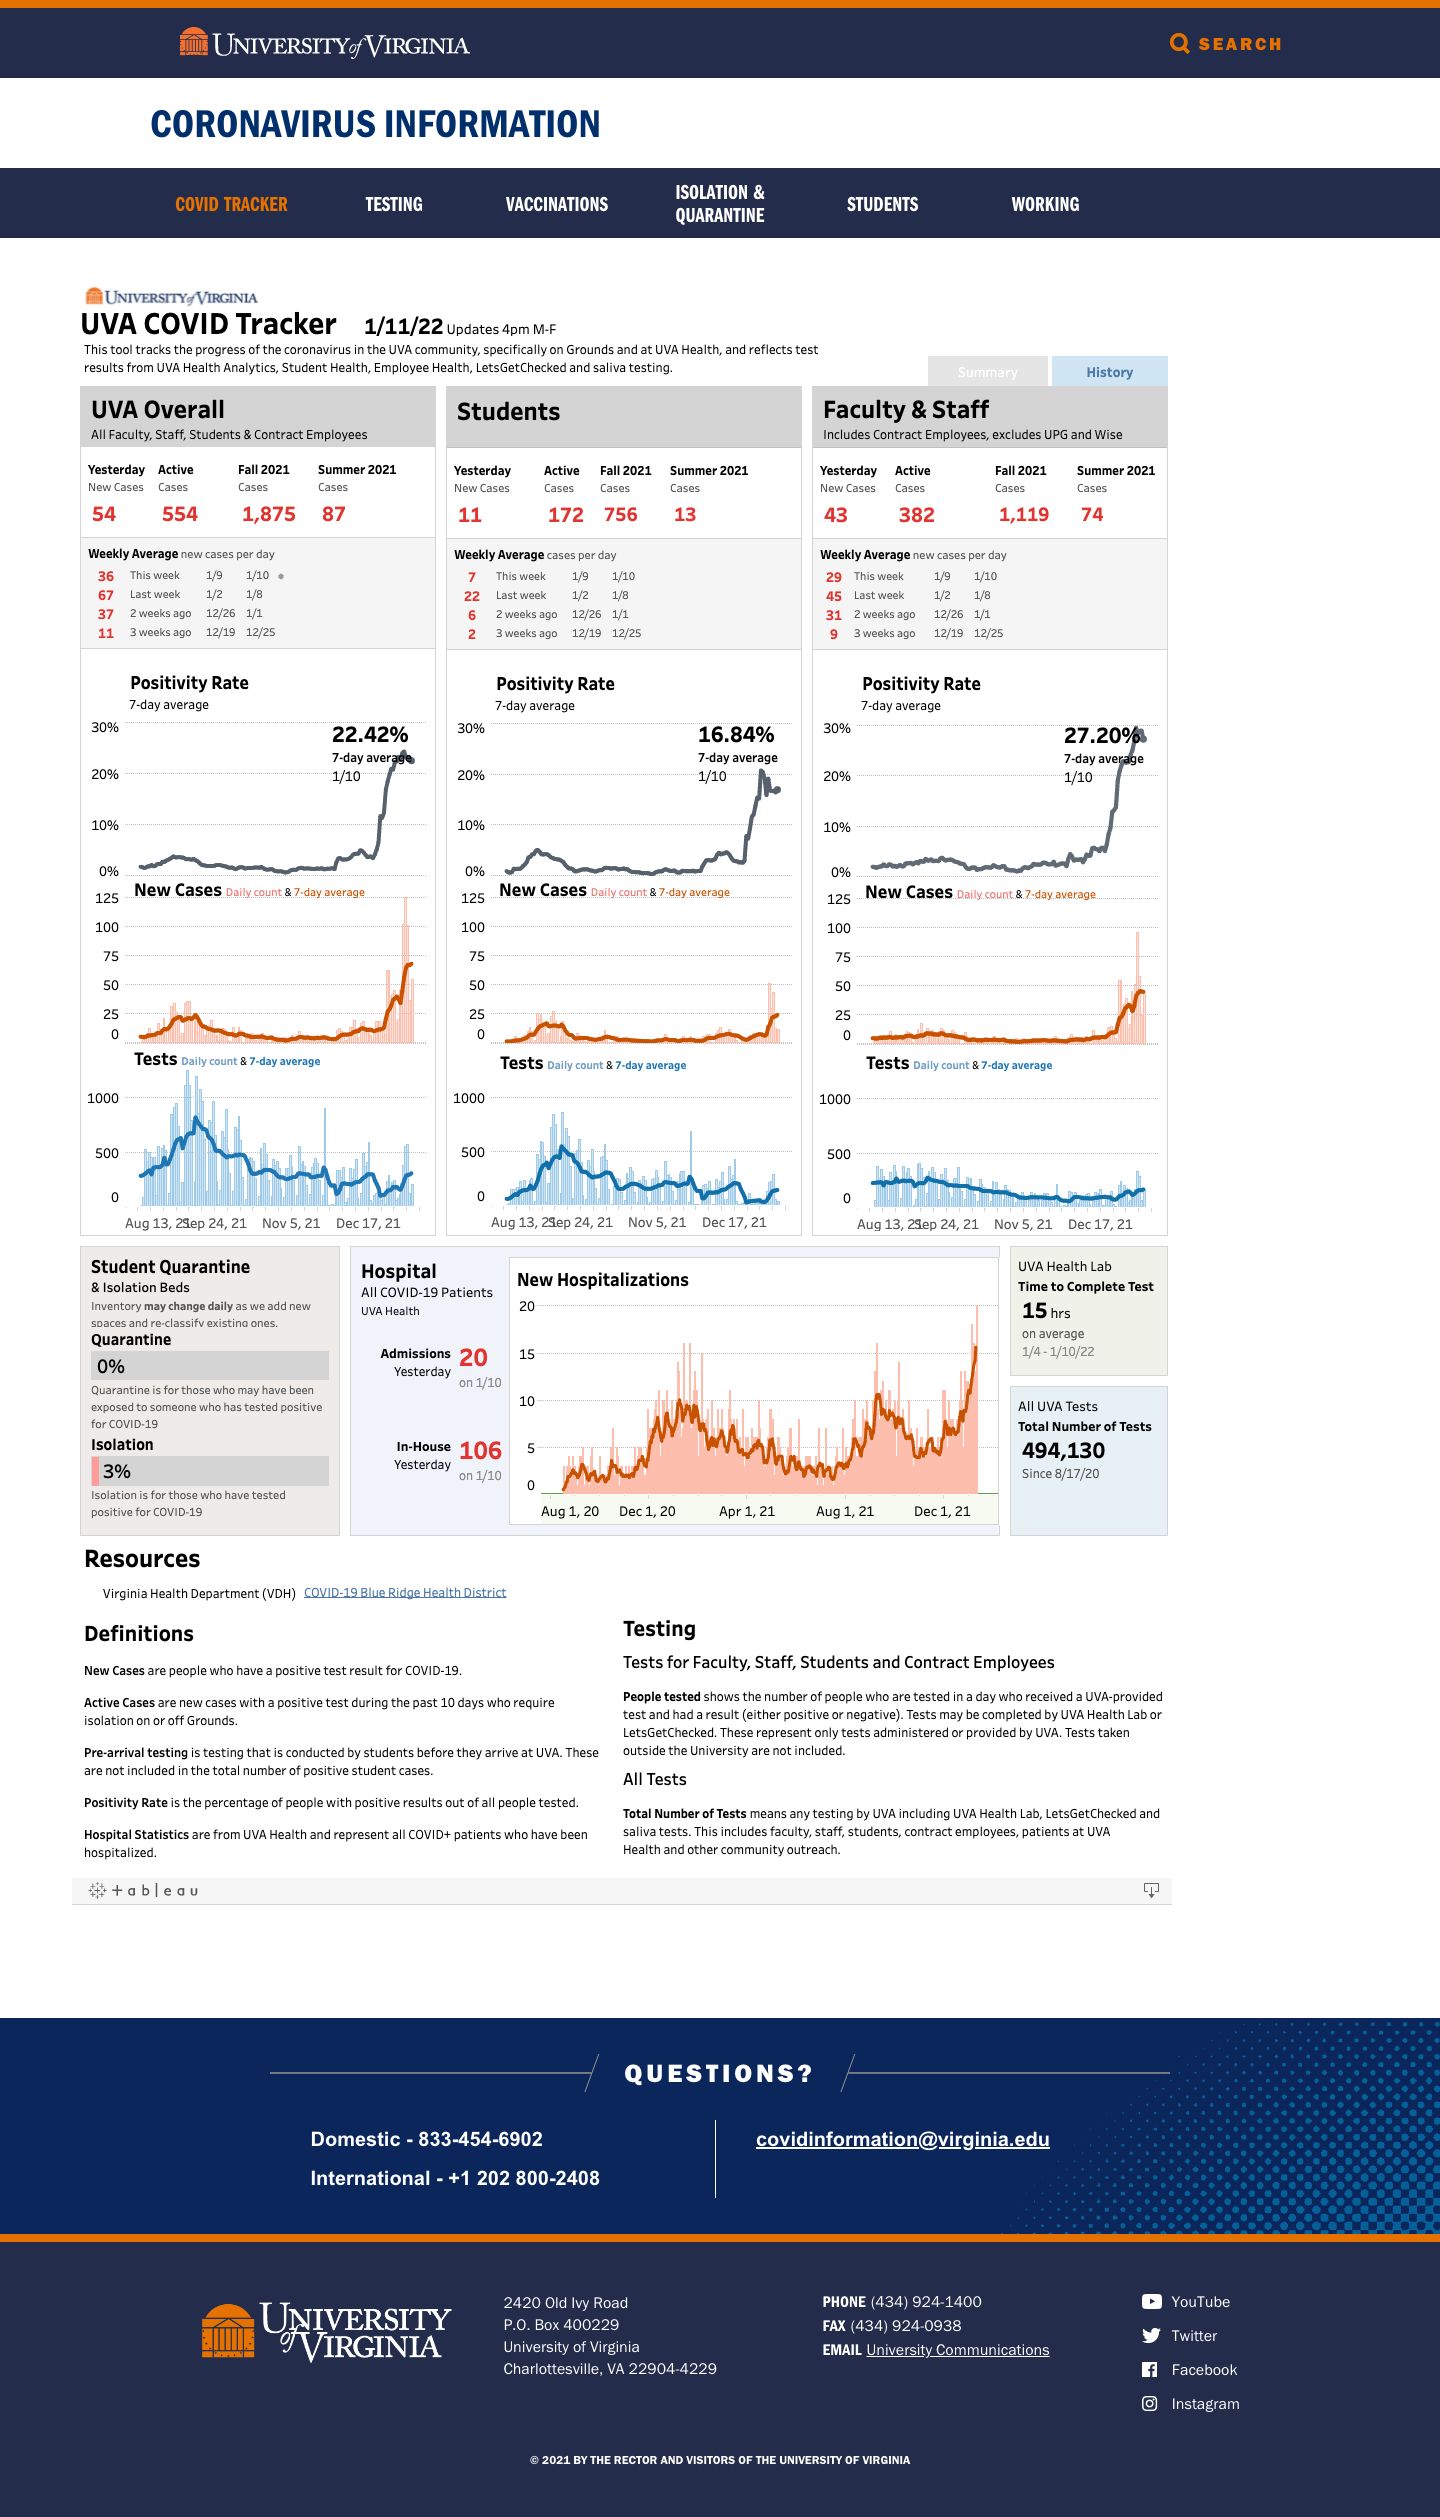 UNIVERSITY of VIRGINIA
SEARCH
CORONAVIRUS INFORMATION
COVID TRACKER
TESTING
VACCINATIONS
ISOLATION &
QUARANTINE
STUDENTS
WORKING
UNIVERSITY of VIRGINIA
UVA COVID Tracker 1/11/22 Updates 4pm M-F
This tool tracks the progress of the coronavirus in the UVA community, specifically on Grounds and at UVA Health, and reflects test
results from UVA Health Analytics, Student Health, Employee Health, LetsGetChecked and saliva testing.
Summary
History
UVA Overall
All Faculty, Staff, Students & Contract Employees
Yesterday Active Fall 2021 Summer 2021
New Cases Cases Cases Cases
54 554 1,875 87
Weekly Average new cases per day
36 This week 1/9 1/10
67 Last week 1/2 1/8
37 2 weeks ago 12/26 1/1
11 3 weeks ago 12/19 12/25
Positivity Rate
7-day average
30%
22.42%
7-day average
1/10
20%
10%
0%
New Cases Daily count & 7-day average
125
100
75
50
25
0
Tests Daily count & 7-day average
1000
500
0
Aug 13, 21 Sep 24, 21 Nov 5, 21 Dec 17, 21
Students
Yesterday Active Fall 2021 Summer 2021
New Cases Cases Cases Cases
11 172 756 13
Weekly Average cases per day
7 This week 1/9 1/10
22 Last week 1/2 1/8
6 2 weeks ago 12/26 1/1
2 3 weeks ago 12/19 12/25
Positivity Rate
7-day average
30%
16.84%
7-day average
1/10
20%
10%
0%
New Cases Daily count & 7-day average
125
100
75
50
25
0
Tests Daily count & 7-day average
1000
500
0
Aug 13, 21 Sep 24, 21 Nov 5, 21 Dec 17, 21
Faculty & Staff
Includes Contract Employees, excludes UPG and Wise
Yesterday Active Fall 2021 Summer 2021
New Cases Cases Cases Cases
43 382 1,119 74
Weekly Average new cases per day
29 This week 1/9 1/10
45 Last week 1/2 1/8
31 2 weeks ago 12/26 1/1
9 3 weeks ago 12/19 12/25
Positivity Rate
7-day average
30%
27.20%
7-day average
1/10
20%
10%
0%
New Cases Daily count & 7-day average
125
100
75
50
25
0
Tests Daily count & 7-day average
1000
500
0
Aug 13, 21 Sep 24, 21 Nov 5, 21 Dec 17, 21
Student Quarantine
& Isolation Beds
Inventory may change daily as we add new
spaces and re-classify existing ones.
Quarantine
0%
Quarantine is for those who may have been
exposed to someone who has tested positive
for COVID-19
Isolation
3%
Isolation is for those who have tested
positive for COVID-19
Hospital
All COVID-19 Patients
UVA Health
Admissions 20
Yesterday
on 1/10
In-House 106
Yesterday
on 1/10
New Hospitalizations
20
15
10
5
0
Aug 1, 20 Dec 1, 20 Apr 1, 21 Aug 1, 21 Dec 1, 21
UVA Health Lab
Time to Complete Test
15 hrs
on average
1/4 - 1/10/22
All UVA Tests
Total Number of Tests
494,130
Since 8/17/20
Resources
Virginia Health Department (VDH) COVID-19 Blue Ridge Health District
Definitions
New Cases are people who have a positive test result for COVID-19.
Active Cases are new cases with a positive test during the past 10 days who require
isolation on or off Grounds.
Pre-arrival testing is testing that is conducted by students before they arrive at UVA. These
are not included in the total number of positive student cases.
Positivity Rate is the percentage of people with positive results out of all people tested.
Hospital Statistics are from UVA Health and represent all COVID+ patients who have been
hospitalized.
Testing
Tests for Faculty, Staff, Students and Contract Employees
People tested shows the number of people who are tested in a day who received a UVA-provided
test and had a result (either positive or negative). Tests may be completed by UVA Health Lab or
LetsGetChecked. These represent only tests administered or provided by UVA. Tests taken
outside the University are not included.
All Tests
Total Number of Tests means any testing by UVA including UVA Health Lab, LetsGetChecked and
saliva tests. This includes faculty, staff, students, contract employees, patients at UVA
Health and other community outreach.
+ableau
QUESTIONS?
Domestic - 833-454-6902
International - +1 202 800-2408
covidinformation@virginia.edu
UNIVERSITY
of VIRGINIA
2420 Old Ivy Road
P.O. Box 400229
University of Virginia
Charlottesville, VA 22904-4229
PHONE (434) 924-1400
FAX (434) 924-0938
EMAIL University Communications
YouTube
Twitter
Facebook
Instagram
© 2021 BY THE RECTOR AND VISITORS OF THE UNIVERSITY OF VIRGINIA